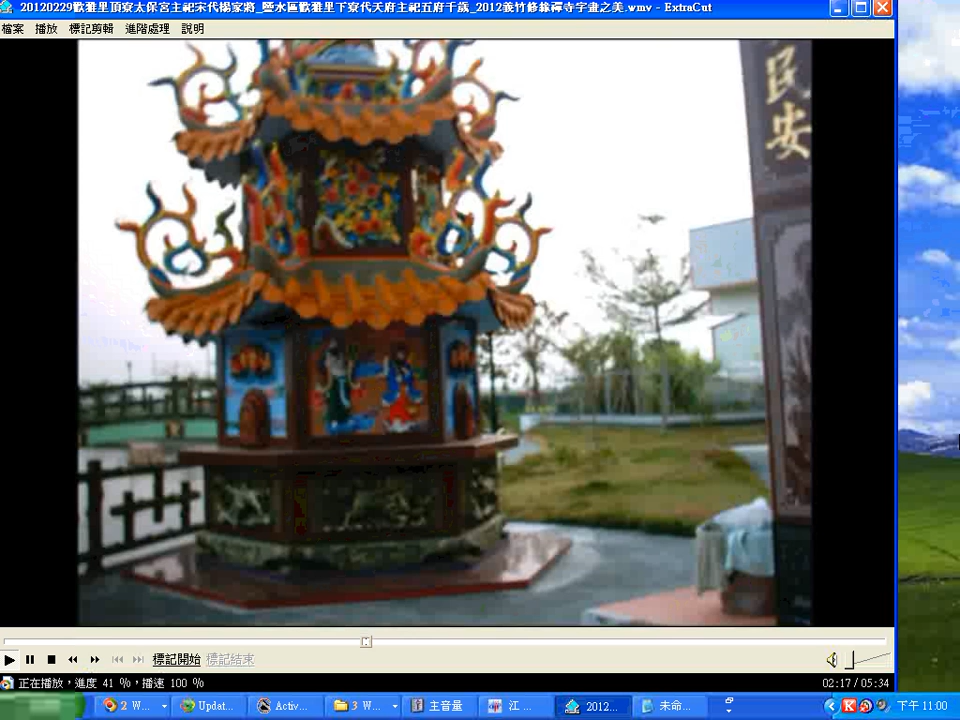 20120229歡雅里頂寮太保宮主祀宋代楊家將_鹽水區歡雅里下寮代天府主祀五府千歲_2012義竹修緣禪寺字畫之美.wmv - ExtraCut
檔案 播放 標記剪輯 進階處理 說明
民安
標記開始 標記結束
正在播放，進度 41 %，播速 100 %
02:17 / 05:34
2 W... Updat... Activ... 3 W... 主音量 江 ... 2012... 未命... 下午 11:00